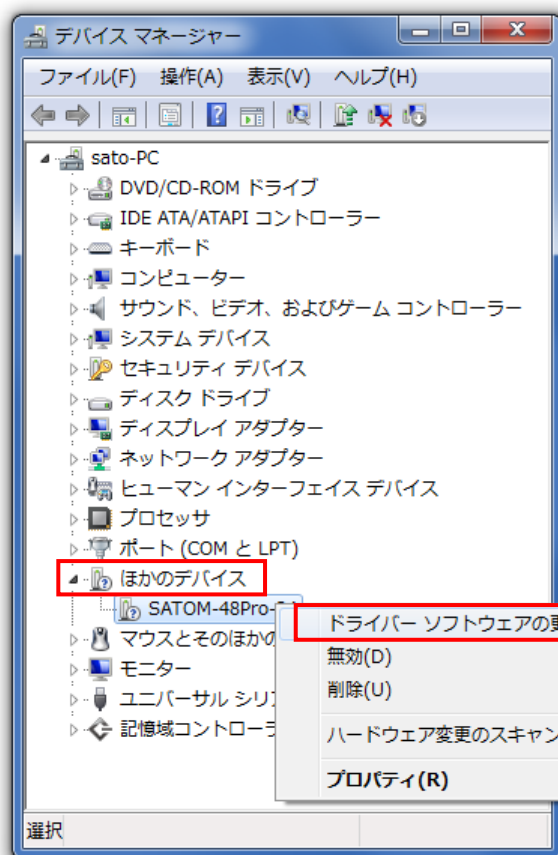 デバイス マネージャー
ファイル(F) 操作(A) 表示(V) ヘルプ(H)
sato-PC
DVD/CD-ROM ドライブ
IDE ATA/ATAPI コントローラー
キーボード
コンピューター
サウンド、ビデオ、およびゲーム コントローラー
システム デバイス
セキュリティ デバイス
ディスク ドライブ
ディスプレイ アダプター
ネットワーク アダプター
ヒューマン インターフェイス デバイス
プロセッサ
ポート (COM と LPT)
ほかのデバイス
SATOM-48Pro-
ドライバー ソフトウェアの更
マウスとそのほかの
無効(D)
モニター
削除(U)
ユニバーサル シリ
記憶域コントローラ
ハードウェア変更のスキャン
プロパティ(R)
選択